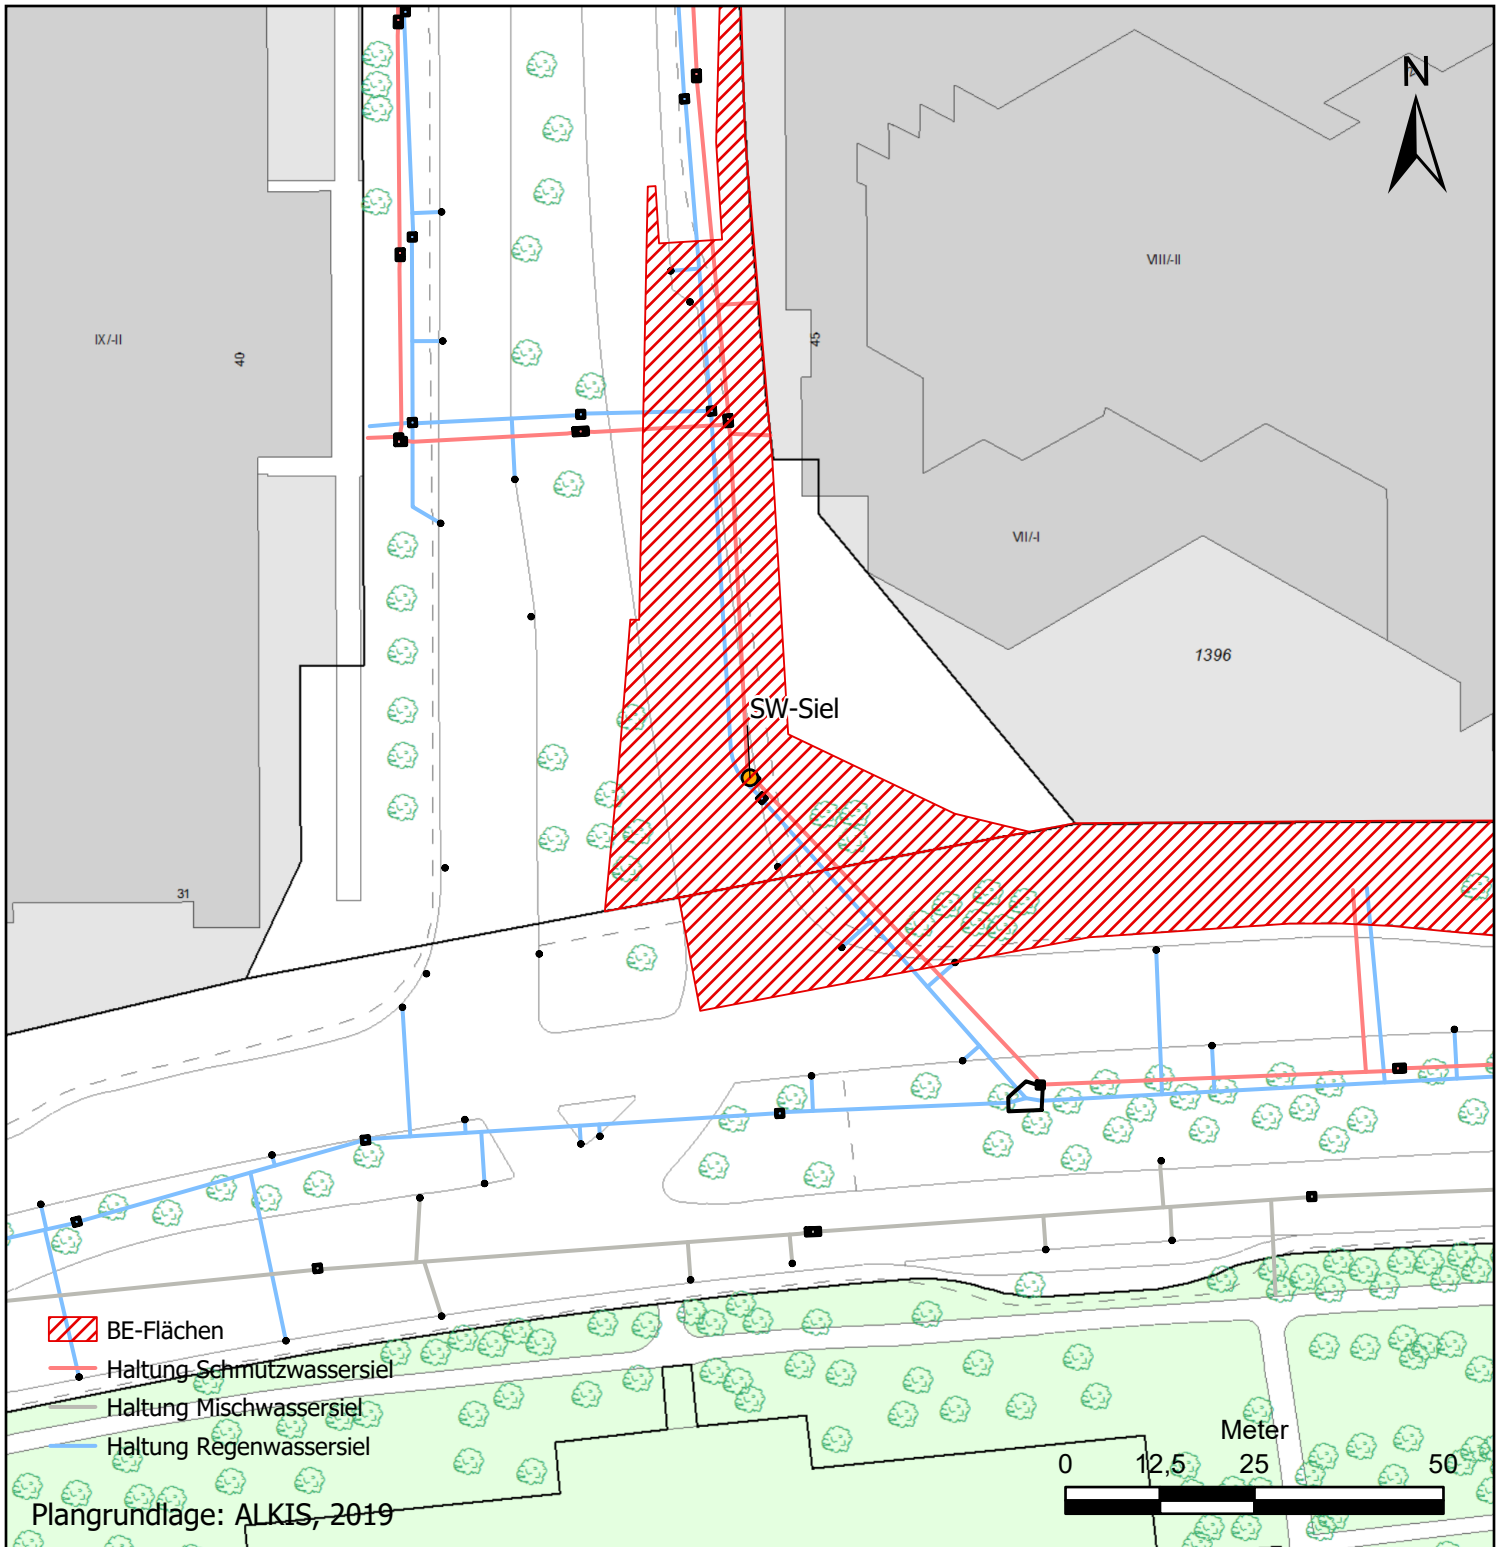 N
VIII/-II
IX/-II
40
45
VII/-I
1396
SW-Siel
31
BE-Flächen
Haltung Schmutzwassersiel
Haltung Mischwassersiel
Haltung Regenwassersiel
Meter
0 12,5 25 50
Plangrundlage: ALKIS, 2019